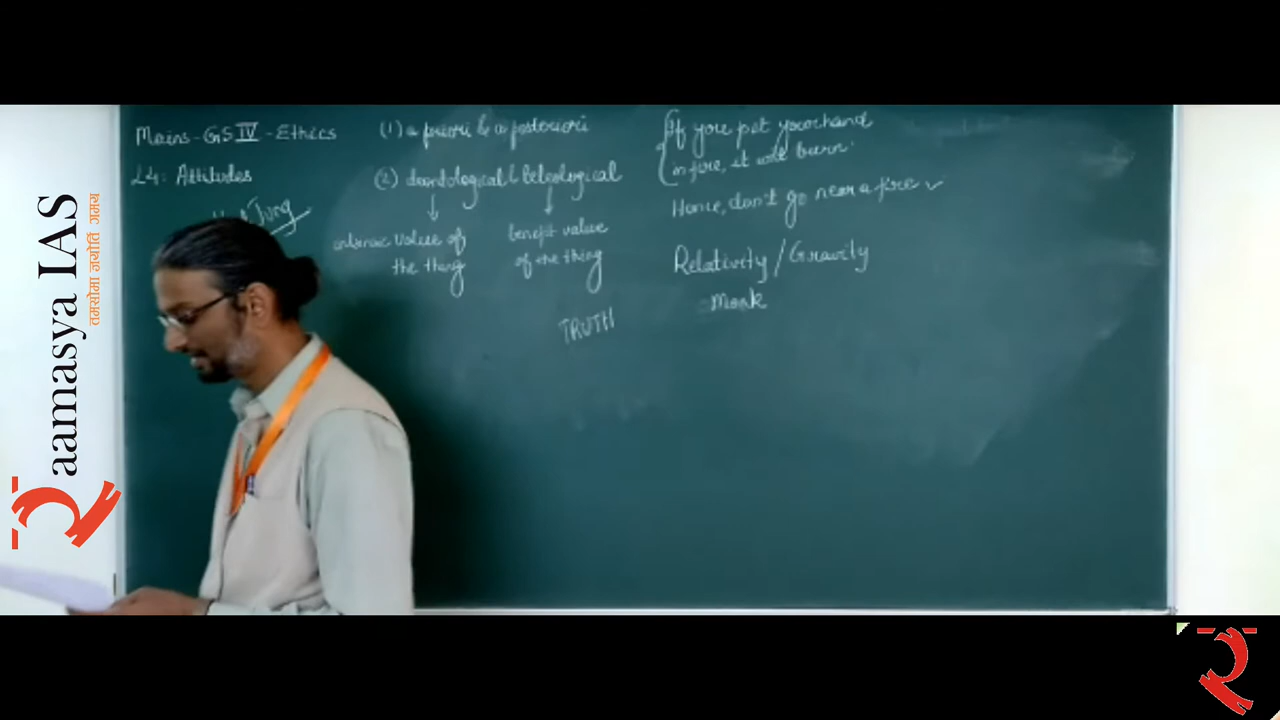 Mains - GS IV - Ethics
L4: Attitudes
Jung
(1) a priori & a posteriori
(2) deontological & teleological
intrinsic value of
the thing
benefit value
of the thing
TRUTH
If you put your hand
in fire, it will burn.
Hence, don't go near a fire ✓
Relativity / Gravity
Monk
aamasya IAS
तमसोमा ज्योर्ति गमय